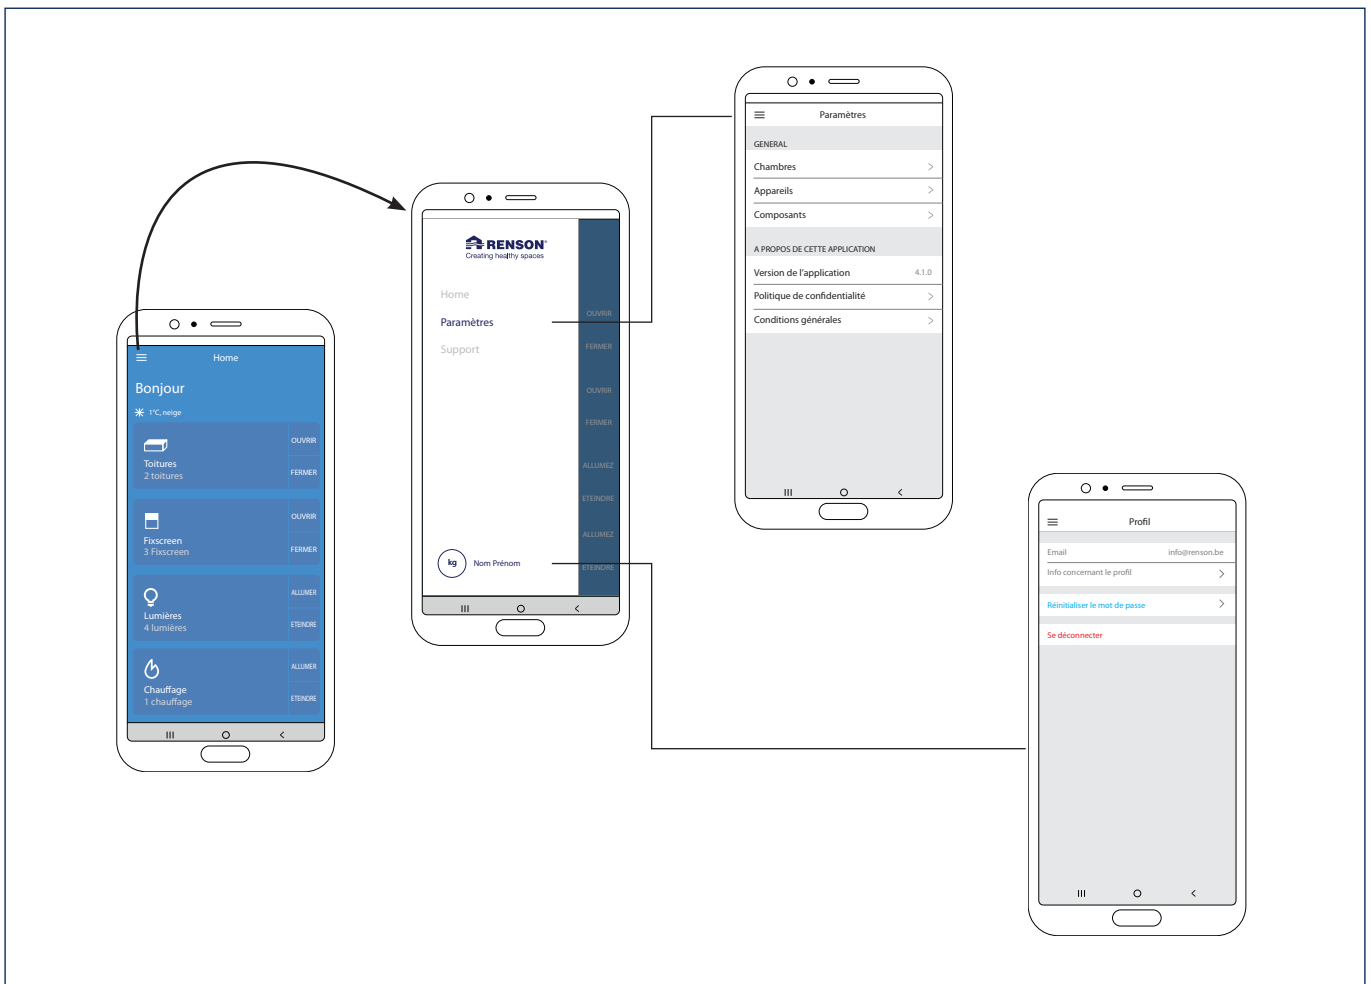 Home
Bonjour
1°C, neige
Toitures
2 toitures
OUVRIR
FERMER
Fixscreen
3 Fixscreen
OUVRIR
FERMER
Lumières
4 lumières
ALLUMER
ETEINDRE
Chauffage
1 chauffage
ALLUMER
ETEINDRE
RENSON®
Creating healthy spaces
Home
Paramètres
Support
kg Nom Prénom
OUVRIR
FERMER
OUVRIR
FERMER
ALLUMEZ
ETEINDRE
ALLUMEZ
ETEINDRE
Paramètres
GENERAL
Chambres
Appareils
Composants
A PROPOS DE CETTE APPLICATION
Version de l'application 4.1.0
Politique de confidentialité
Conditions générales
Profil
Email info@renson.be
Info concernant le profil
Réinitialiser le mot de passe
Se déconnecter